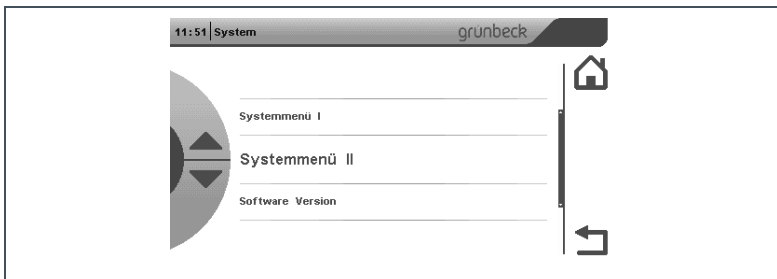 11:51 System grünbeck
Systemmenü I
Systemmenü II
Software Version